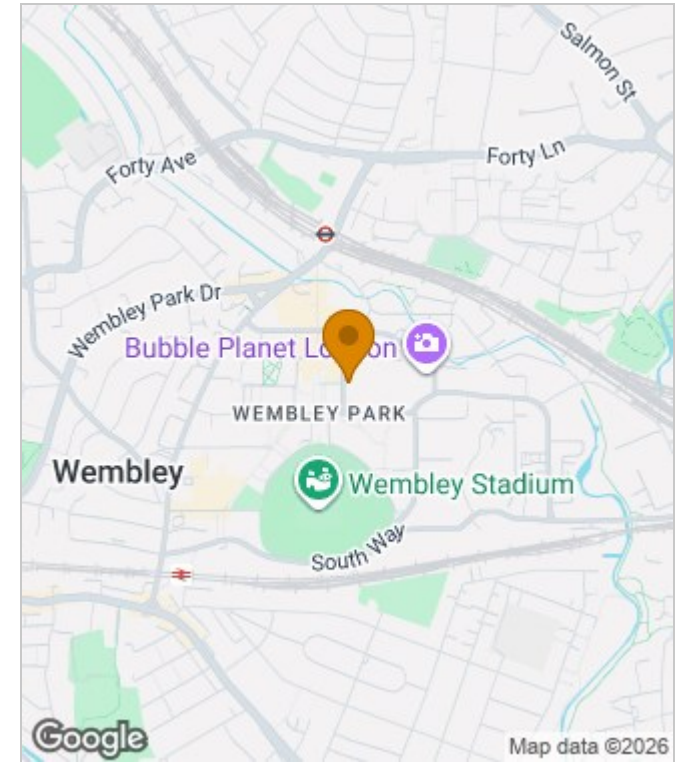 Salmon St
Forty Ave
Forty Ln
Wembley Park Dr
Bubble Planet L on
WEMBLEY PARK
Wembley
Wembley Stadium
South Way
Google
Map data ©2026